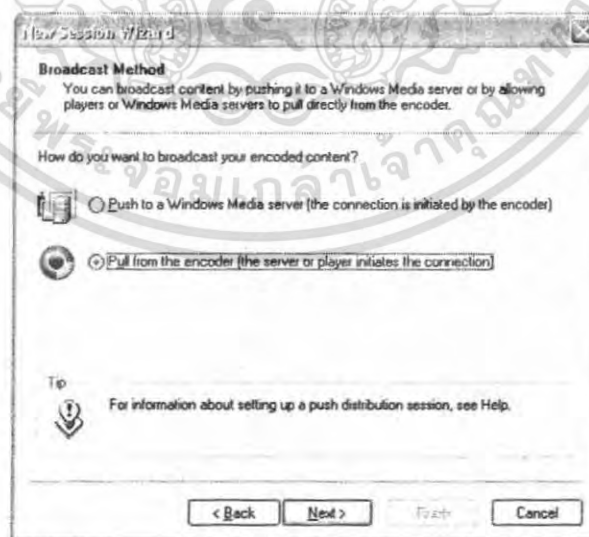 New Session Wizard
Broadcast Method
You can broadcast content by pushing it to a Windows Media server or by allowing
players or Windows Media servers to pull directly from the encoder.
How do you want to broadcast your encoded content?
Push to a Windows Media server (the connection is initiated by the encoder)
Pull from the encoder (the server or player initiates the connection)
Tip
For information about setting up a push distribution session, see Help.
< Back
Next >
Finish
Cancel